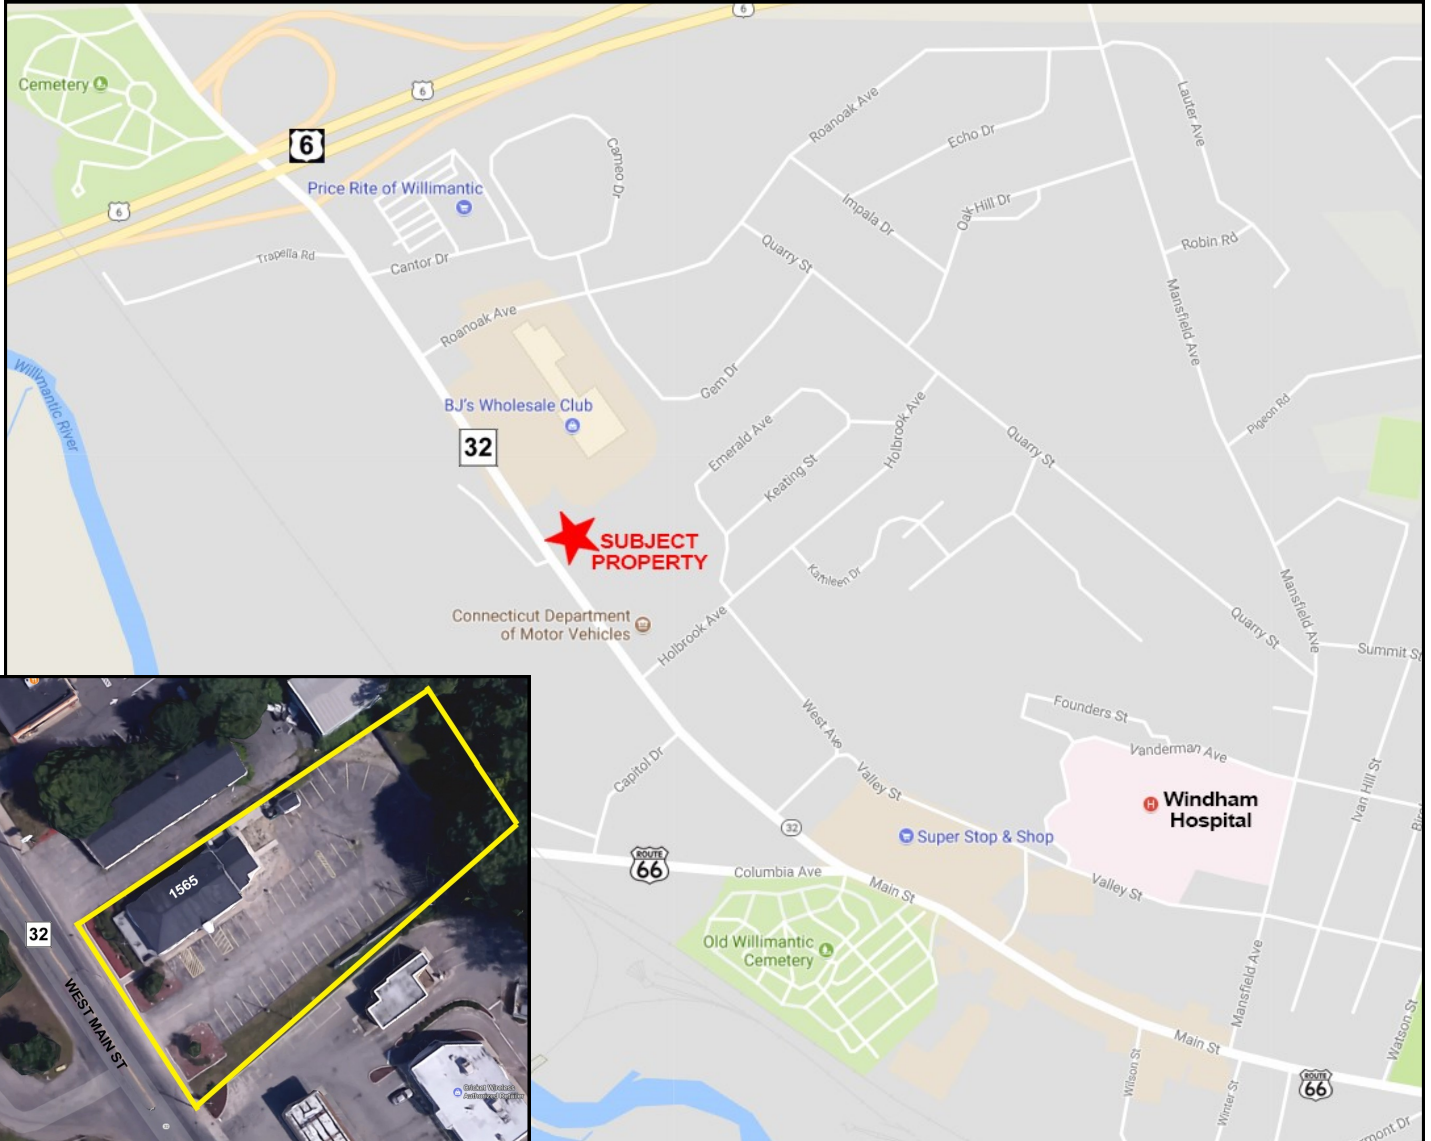 6
Cemetery
6
Lauter Ave
Roanoak Ave
6
Echo Dr
Cameo Dr
Price Rite of Willimantic
Impala Dr
Oak Hill Dr
6
Quarry St
Robin Rd
Trapella Rd
Cantor Dr
Mansfield Ave
Roanoak Ave
Willimantic River
Gem Dr
BJ's Wholesale Club
Holbrook Ave
Pigeon Rd
Emerald Ave
32
Quarry St
Keating St
SUBJECT
PROPERTY
Kathleen Dr
Mansfield Ave
Connecticut Department
of Motor Vehicles
Holbrook Ave
Quarry St
Summit St
West Ave
Founders St
Vanderman Ave
Capitol Dr
Valley St
Ivan Hill St
H
Windham
Hospital
32
Super Stop & Shop
ROUTE
66
Columbia Ave
Main St
Valley St
1565
32
Old Willimantic
Cemetery
Mansfield Ave
WEST MAIN ST
Watson St
Main St
Wilson St
ROUTE
66
Winter St
Cricket Wireless
Authorized Retailer